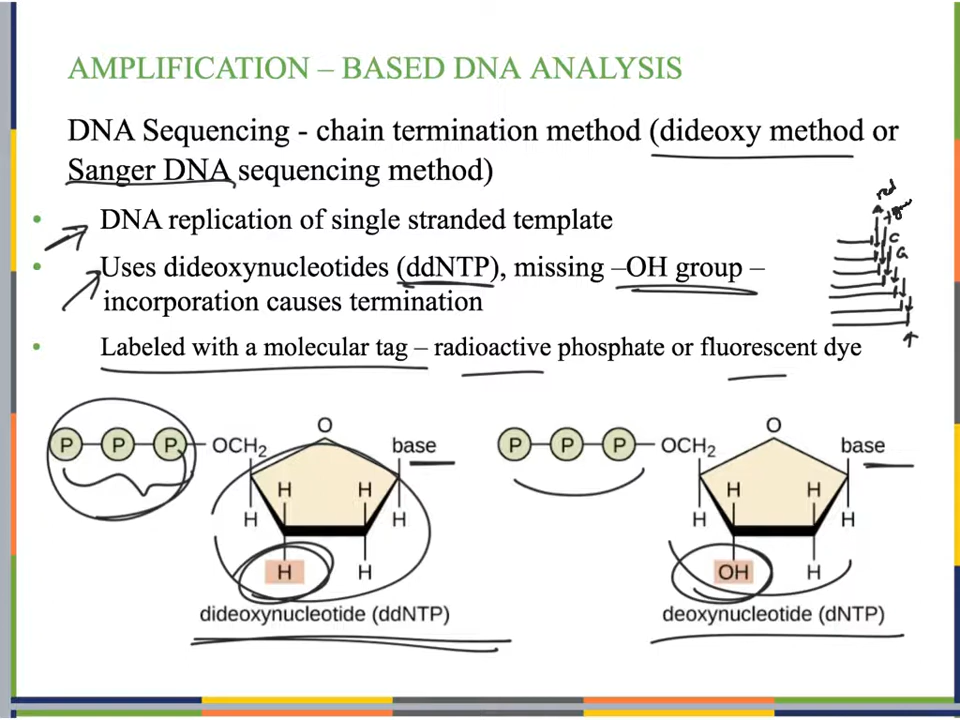 AMPLIFICATION – BASED DNA ANALYSIS
DNA Sequencing - chain termination method (dideoxy method or
Sanger DNA sequencing method)
• DNA replication of single stranded template
• Uses dideoxynucleotides (ddNTP), missing –OH group –
incorporation causes termination
• Labeled with a molecular tag – radioactive phosphate or fluorescent dye
red
C
G
P P P OCH₂ O base
H H
H H
H H
dideoxynucleotide (ddNTP)
P P P OCH₂ O base
H H
H H
OH H
deoxynucleotide (dNTP)